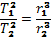 T₁²/T₂² = r₁³/r₂³